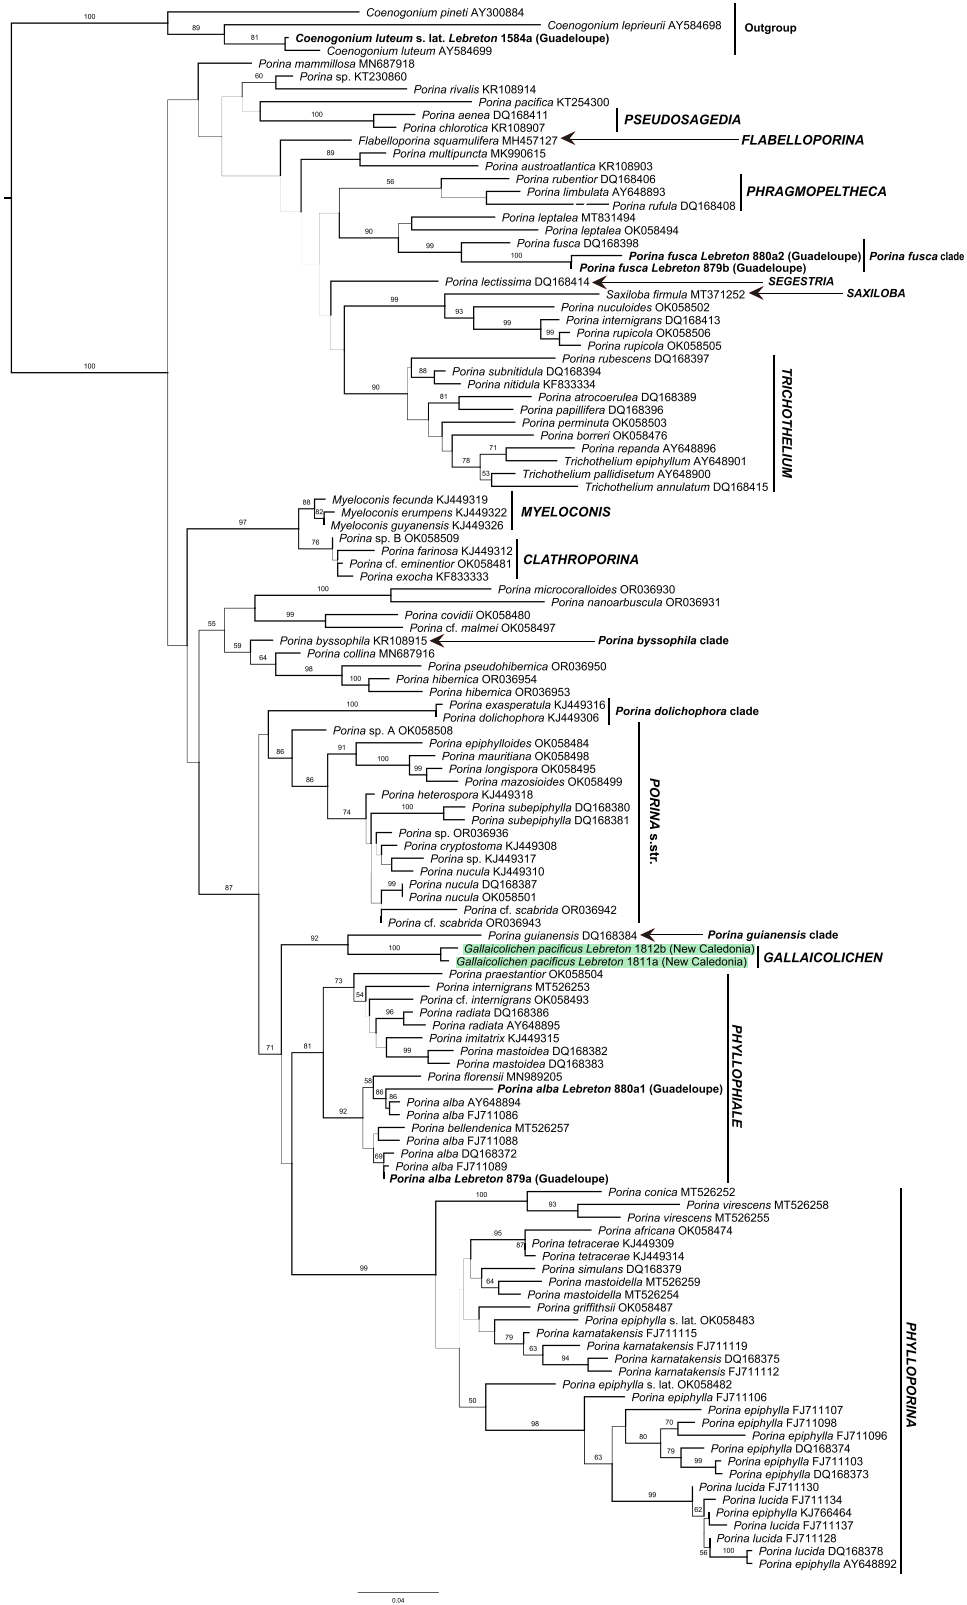 Coenogonium pineti AY300884
100
Coenogonium leprieurii AY584698
89
Outgroup
81
Coenogonium luteum s. lat. Lebreton 1584a (Guadeloupe)
Coenogonium luteum AY584699
Porina mammillosa MN687918
60
Porina sp. KT230860
Porina rivalis KR108914
Porina pacifica KT254300
100
Porina aenea DQ168411
PSEUDOSAGEDIA
Porina chlorotica KR108907
Flabelloporina squamulifera MH457127
FLABELLOPORINA
89
Porina multipuncta MK990615
Porina austroatlantica KR108903
56
Porina rubentior DQ168406
Porina limbulata AY648893
PHRAGMOPELTHECA
Porina rufula DQ168408
Porina leptalea MT831494
90
Porina leptalea OK058494
99
Porina fusca DQ168398
100
Porina fusca Lebreton 880a2 (Guadeloupe)
Porina fusca clade
Porina fusca Lebreton 879b (Guadeloupe)
Porina lectissima DQ168414
SEGESTRIA
99
Saxiloba firmula MT371252
SAXILOBA
93
Porina nuculoides OK058502
99
Porina internigrans DQ168413
99
Porina rupicola OK058506
Porina rupicola OK058505
Porina rubescens DQ168397
88
Porina subnitidula DQ168394
100
Porina nitidula KF833334
90
81
Porina atrocoerulea DQ168389
Porina papillifera DQ168396
TRICHOTHELIUM
Porina perminuta OK058503
Porina borreri OK058476
71
Porina repanda AY648896
78
Trichothelium epiphyllum AY648901
53
Trichothelium pallidisetum AY648900
Trichothelium annulatum DQ168415
88
Myeloconis fecunda KJ449319
82
Myeloconis erumpens KJ449322
MYELOCONIS
97
Myeloconis guyanensis KJ449326
76
Porina sp. B OK058509
Porina farinosa KJ449312
CLATHROPORINA
Porina cf. eminentior OK058481
Porina exocha KF833333
100
Porina microcoralloides OR036930
Porina nanoarbuscula OR036931
99
Porina covidii OK058480
55
Porina cf. malmei OK058497
59
Porina byssophila KR108915
Porina byssophila clade
64
Porina collina MN687916
98
Porina pseudohibernica OR036950
100
Porina hibernica OR036954
Porina hibernica OR036953
100
Porina exasperatula KJ449316
Porina dolichophora clade
Porina dolichophora KJ449306
Porina sp. A OK058508
86
91
Porina epiphylloides OK058484
100
Porina mauritiana OK058498
99
Porina longispora OK058495
86
Porina mazosioides OK058499
Porina heterospora KJ449318
74
100
Porina subepiphylla DQ168380
Porina subepiphylla DQ168381
PORINA s.str.
Porina sp. OR036936
Porina cryptostoma KJ449308
Porina sp. KJ449317
Porina nucula KJ449310
99
Porina nucula DQ168387
87
Porina nucula OK058501
Porina cf. scabrida OR036942
Porina cf. scabrida OR036943
92
Porina guianensis DQ168384
Porina guianensis clade
100
Gallaicolichen pacificus Lebreton 1812b (New Caledonia)
GALLAICOLICHEN
Gallaicolichen pacificus Lebreton 1811a (New Caledonia)
73
Porina praestantior OK058504
54
Porina internigrans MT526253
Porina cf. internigrans OK058493
96
Porina radiata DQ168386
Porina radiata AY648895
Porina imitatrix KJ449315
71
81
99
Porina mastoidea DQ168382
Porina mastoidea DQ168383
PHYLLOPHIALE
58
Porina florensii MN989205
86
Porina alba Lebreton 880a1 (Guadeloupe)
86
Porina alba AY648894
92
Porina alba FJ711086
Porina bellendenica MT526257
Porina alba FJ711088
69
Porina alba DQ168372
Porina alba FJ711089
Porina alba Lebreton 879a (Guadeloupe)
100
Porina conica MT526252
93
Porina virescens MT526258
Porina virescens MT526255
95
Porina africana OK058474
87
Porina tetracerae KJ449309
Porina tetracerae KJ449314
99
Porina simulans DQ168379
64
Porina mastoidella MT526259
Porina mastoidella MT526254
Porina griffithsii OK058487
Porina epiphylla s. lat. OK058483
79
Porina karnatakensis FJ711115
63
Porina karnatakensis FJ711119
94
Porina karnatakensis DQ168375
Porina karnatakensis FJ711112
PHYLLOPORINA
Porina epiphylla s. lat. OK058482
50
Porina epiphylla FJ711106
98
Porina epiphylla FJ711107
70
Porina epiphylla FJ711098
80
Porina epiphylla FJ711096
79
Porina epiphylla DQ168374
63
99
Porina epiphylla FJ711103
Porina epiphylla DQ168373
99
Porina lucida FJ711130
62
Porina lucida FJ711134
Porina epiphylla KJ766464
Porina lucida FJ711137
Porina lucida FJ711128
56
100
Porina lucida DQ168378
Porina epiphylla AY648892
0.04